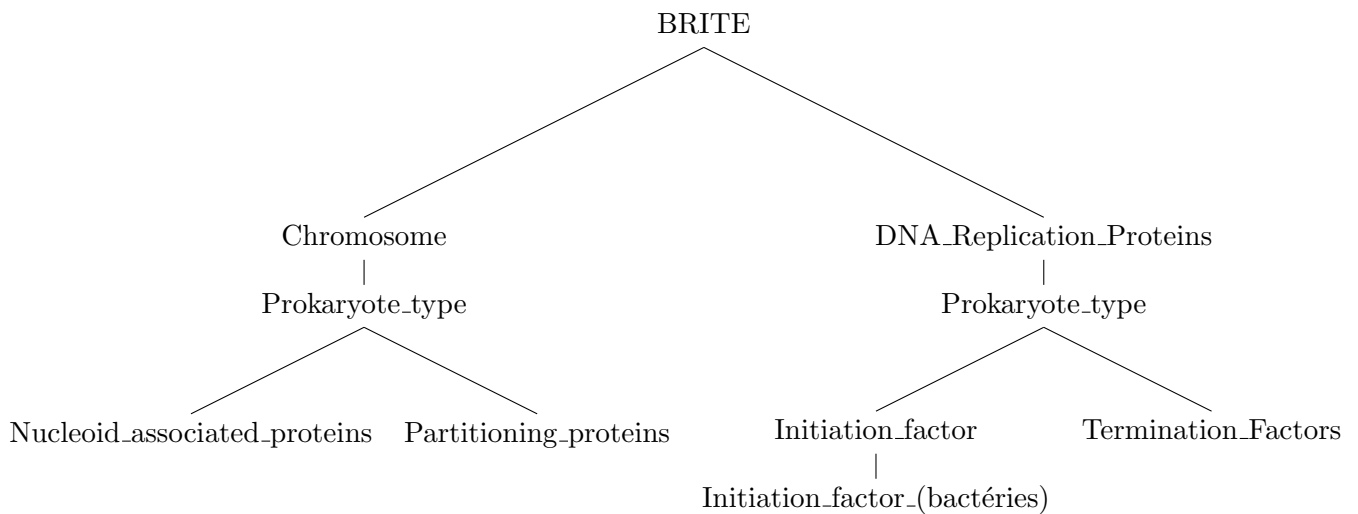 BRITE
Chromosome
DNA_Replication_Proteins
Prokaryote_type
Prokaryote_type
Nucleoid_associated_proteins
Partitioning_proteins
Initiation_factor
Termination_Factors
Initiation_factor_(bactéries)